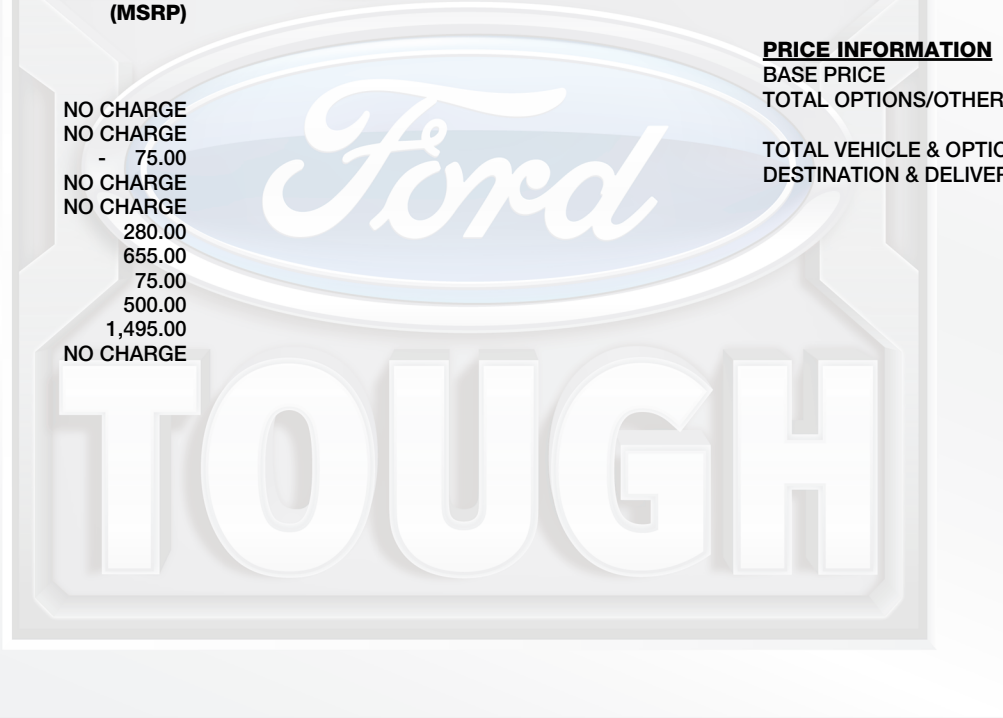 (MSRP)
NO CHARGE
NO CHARGE
- 75.00
NO CHARGE
NO CHARGE
280.00
655.00
75.00
500.00
1,495.00
NO CHARGE
PRICE INFORMATION
BASE PRICE
TOTAL OPTIONS/OTHER
TOTAL VEHICLE & OPTIO
DESTINATION & DELIVER
Ford
TOUGH